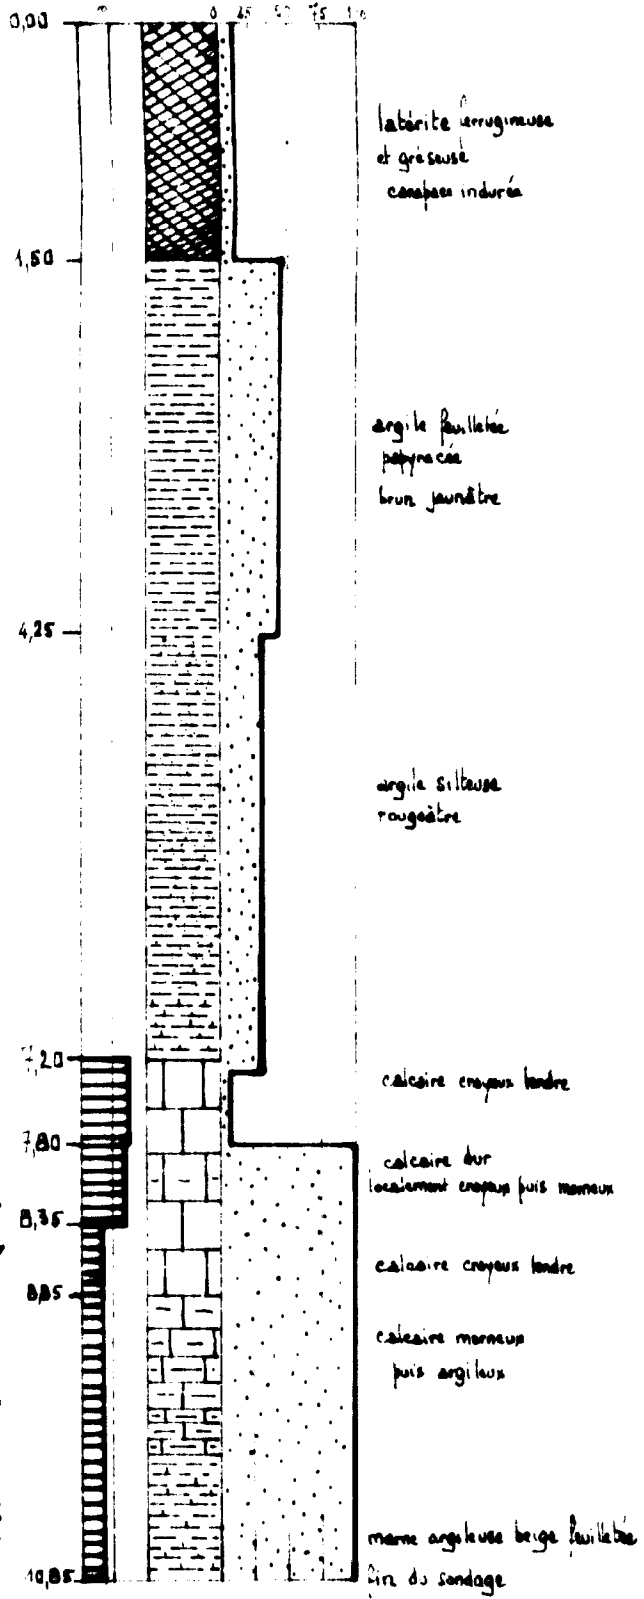 0 25 50 75 100
0,00
latérite ferrugineuse
et gréseuse
carapace indurée
1,50
argile feuilletée
papyracée
brun jaunâtre
4,25
argile silteuse
rougeâtre
7,20
calcaire crayeux tendre
7,80
calcaire dur
localement crayeux puis marneux
8,35
calcaire crayeux tendre
8,85
calcaire marneux
puis argileux
marne argileuse beige feuilletée
10,85
fin du sondage